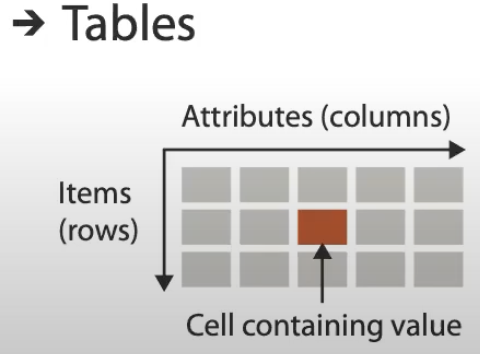 → Tables
Attributes (columns)
Items
(rows)
Cell containing value